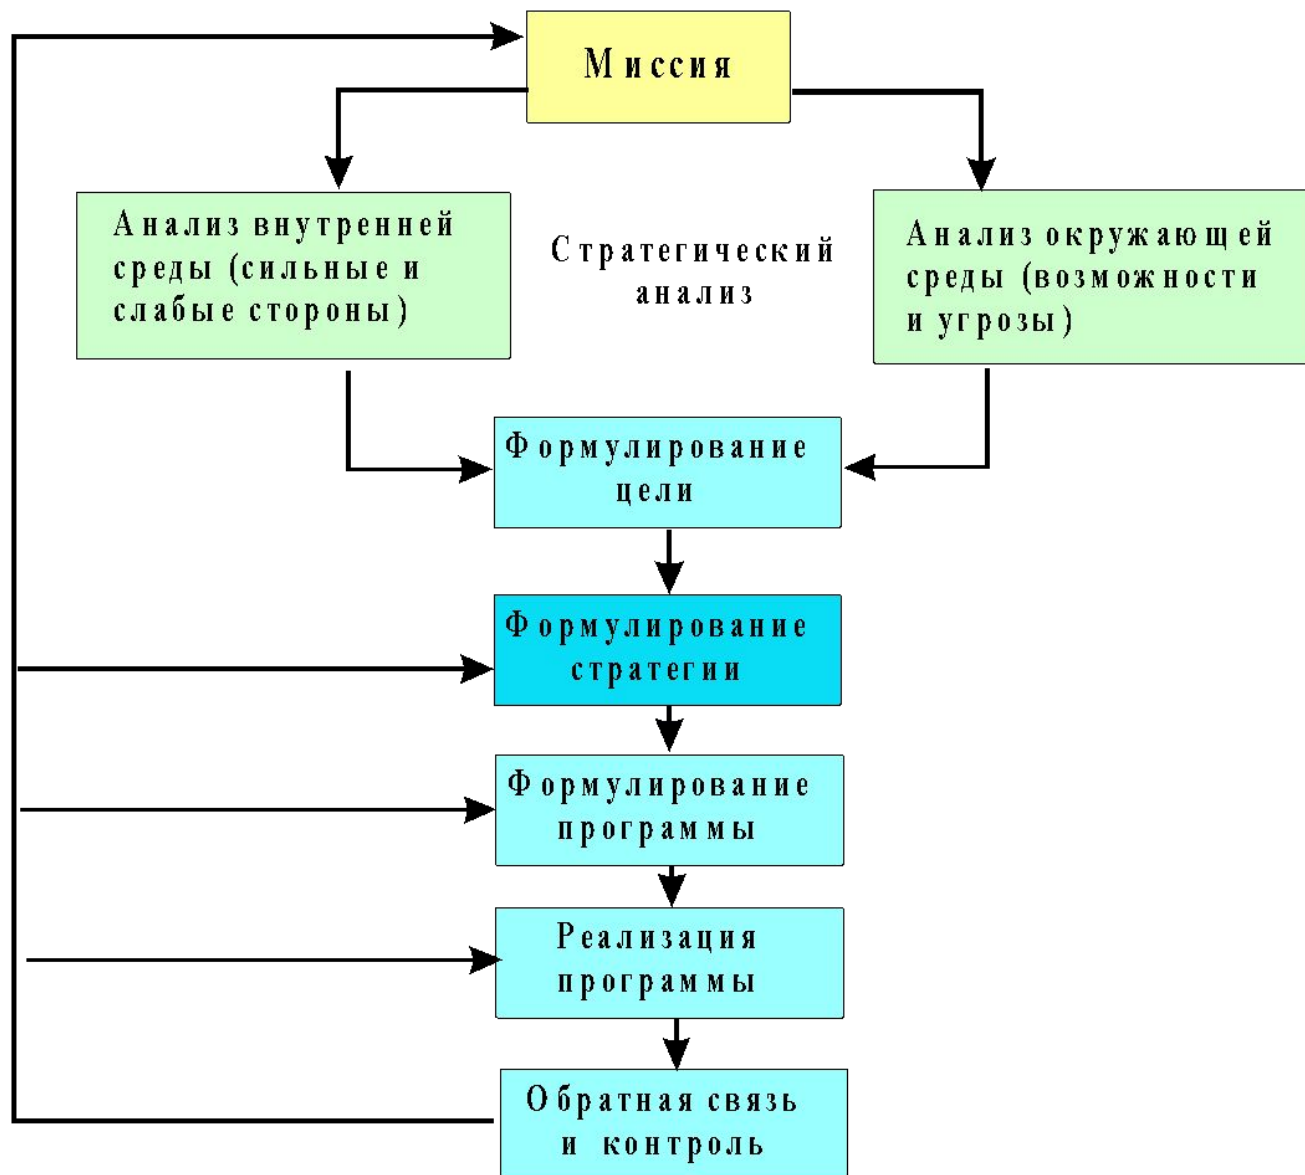 Миссия
Анализ внутренней
среды (сильные и
слабые стороны)
Стратегический
анализ
Анализ окружающей
среды (возможности
и угрозы)
Формулирование
цели
Формулирование
стратегии
Формулирование
программы
Реализация
программы
Обратная связь
и контроль